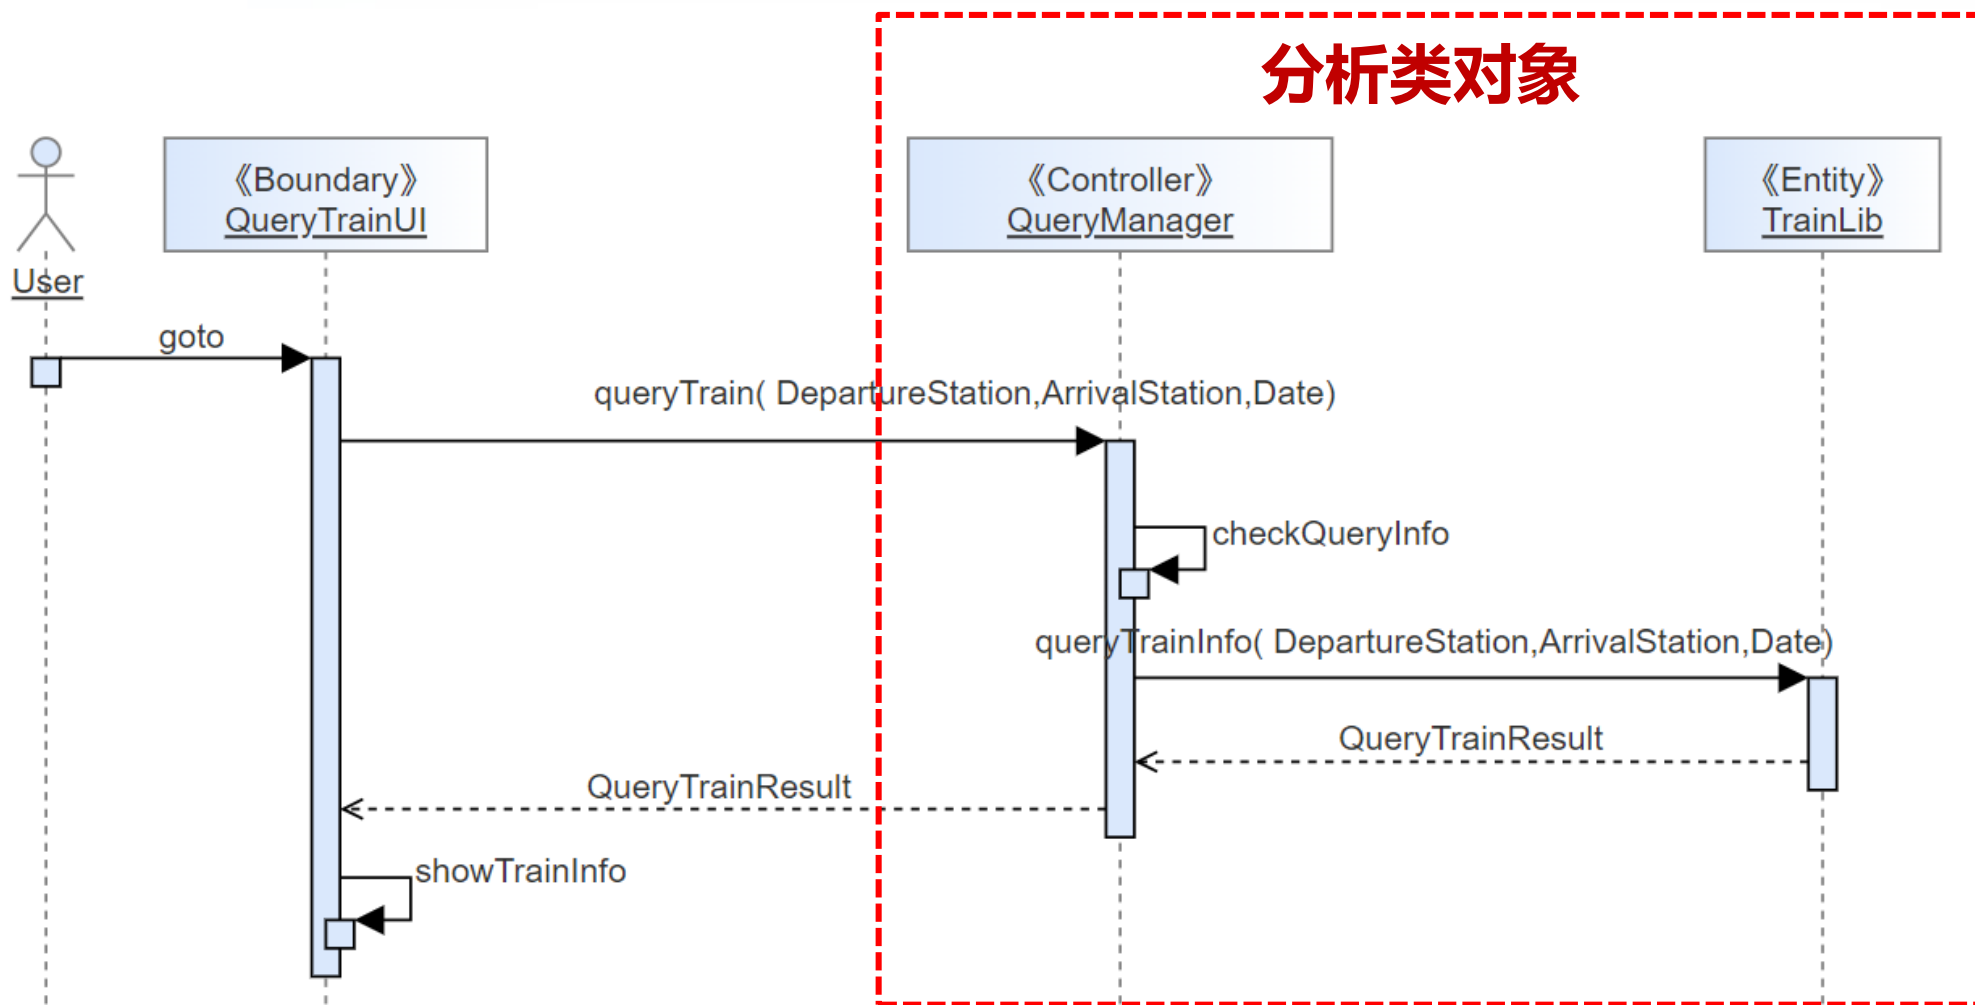 分析类对象
《Boundary》
QueryTrainUI
《Controller》
QueryManager
《Entity》
TrainLib
User
goto
queryTrain( DepartureStation,ArrivalStation,Date)
checkQueryInfo
queryTrainInfo( DepartureStation,ArrivalStation,Date)
QueryTrainResult
QueryTrainResult
showTrainInfo